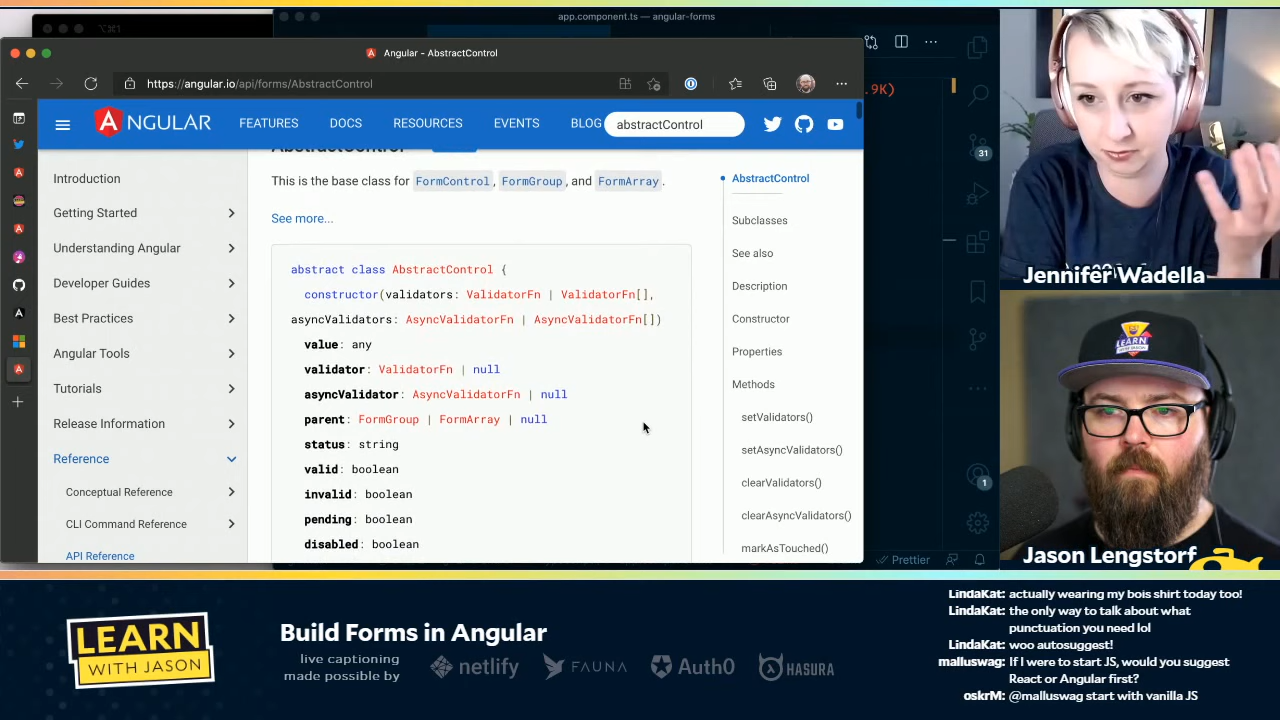 app.component.ts — angular-forms
⌥⌘1
Angular - AbstractControl
https://angular.io/api/forms/AbstractControl
.9K)
NGULAR
FEATURES
DOCS
RESOURCES
EVENTS
BLOG
abstractControl
Introduction
Getting Started
Understanding Angular
Developer Guides
Best Practices
Angular Tools
Tutorials
Release Information
Reference
Conceptual Reference
CLI Command Reference
API Reference
AbstractControl
This is the base class for FormControl, FormGroup, and FormArray.
See more...
abstract class AbstractControl {
constructor(validators: ValidatorFn | ValidatorFn[],
asyncValidators: AsyncValidatorFn | AsyncValidatorFn[])
value: any
validator: ValidatorFn | null
asyncValidator: AsyncValidatorFn | null
parent: FormGroup | FormArray | null
status: string
valid: boolean
invalid: boolean
pending: boolean
disabled: boolean
AbstractControl
Subclasses
See also
Description
Constructor
Properties
Methods
setValidators()
setAsyncValidators()
clearValidators()
clearAsyncValidators()
markAsTouched()
31
1
Prettier
Jennifer Wadella
LEARN
Jason Lengstorf
LEARN
WITH JASON
Build Forms in Angular
live captioning
made possible by
netlify
FAUNA
Auth0
HASURA
LindaKat: actually wearing my bois shirt today too!
LindaKat: the only way to talk about what
punctuation you need lol
LindaKat: woo autosuggest!
malluswag: If I were to start JS, would you suggest
React or Angular first?
oskrM: @malluswag start with vanilla JS